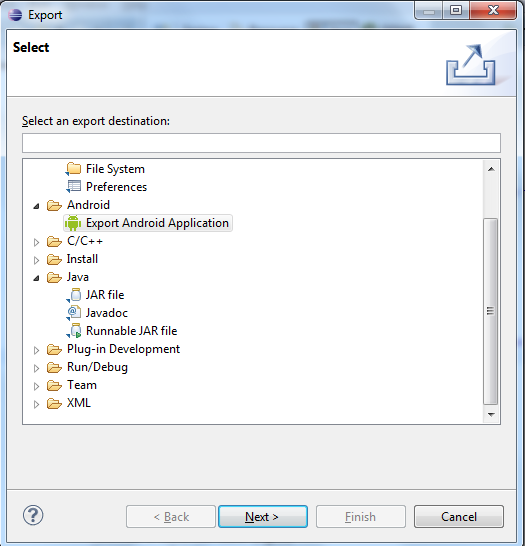 Export
Select
Select an export destination:
File System
Preferences
Android
Export Android Application
C/C++
Install
Java
JAR file
Javadoc
Runnable JAR file
Plug-in Development
Run/Debug
Team
XML
? < Back Next > Finish Cancel